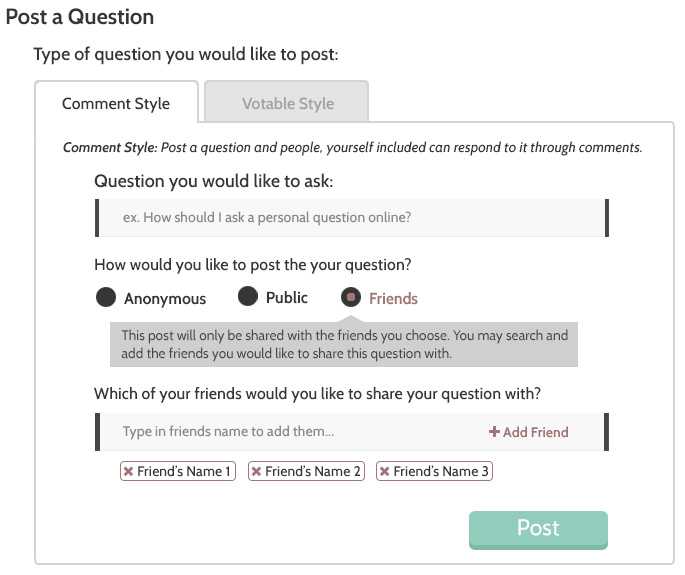 Post a Question
Type of question you would like to post:
Comment Style
Votable Style
Comment Style: Post a question and people, yourself included can respond to it through comments.
Question you would like to ask:
ex. How should I ask a personal question online?
How would you like to post the your question?
Anonymous
Public
Friends
This post will only be shared with the friends you choose. You may search and
add the friends you would like to share this question with.
Which of your friends would you like to share your question with?
Type in friends name to add them...
+ Add Friend
× Friend's Name 1
× Friend's Name 2
× Friend's Name 3
Post